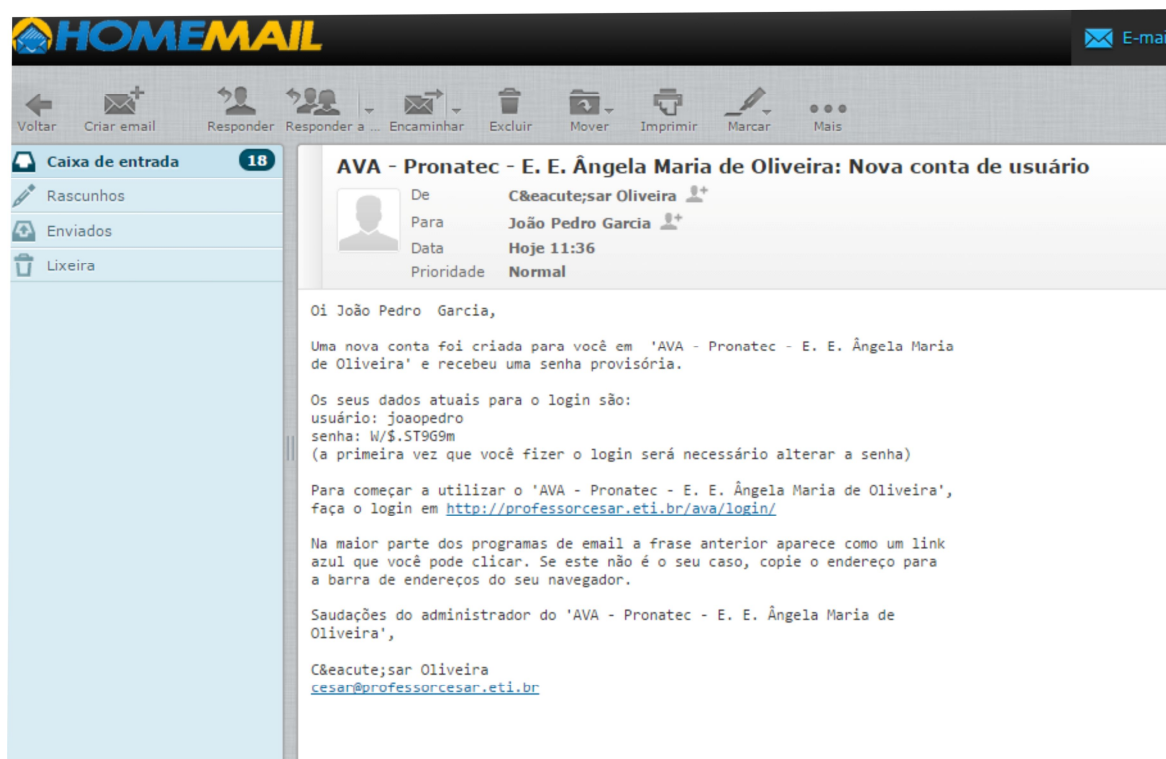 HOMEMAIL
E-mai
Voltar Criar email Responder Responder a ... Encaminhar Excluir Mover Imprimir Marcar Mais
Caixa de entrada 18
Rascunhos
Enviados
Lixeira
AVA - Pronatec - E. E. Ângela Maria de Oliveira: Nova conta de usuário
De C&eacute;sar Oliveira
Para João Pedro Garcia
Data Hoje 11:36
Prioridade Normal
Oi João Pedro  Garcia,
Uma nova conta foi criada para você em  'AVA - Pronatec - E. E. Ângela Maria
de Oliveira' e recebeu uma senha provisória.
Os seus dados atuais para o login são:
usuário: joaopedro
senha: W/$.ST9G9m
(a primeira vez que você fizer o login será necessário alterar a senha)
Para começar a utilizar o 'AVA - Pronatec - E. E. Ângela Maria de Oliveira',
faça o login em http://professorcesar.eti.br/ava/login/
Na maior parte dos programas de email a frase anterior aparece como um link
azul que você pode clicar. Se este não é o seu caso, copie o endereço para
a barra de endereços do seu navegador.
Saudações do administrador do 'AVA - Pronatec - E. E. Ângela Maria de
Oliveira',
C&eacute;sar Oliveira
cesar@professorcesar.eti.br